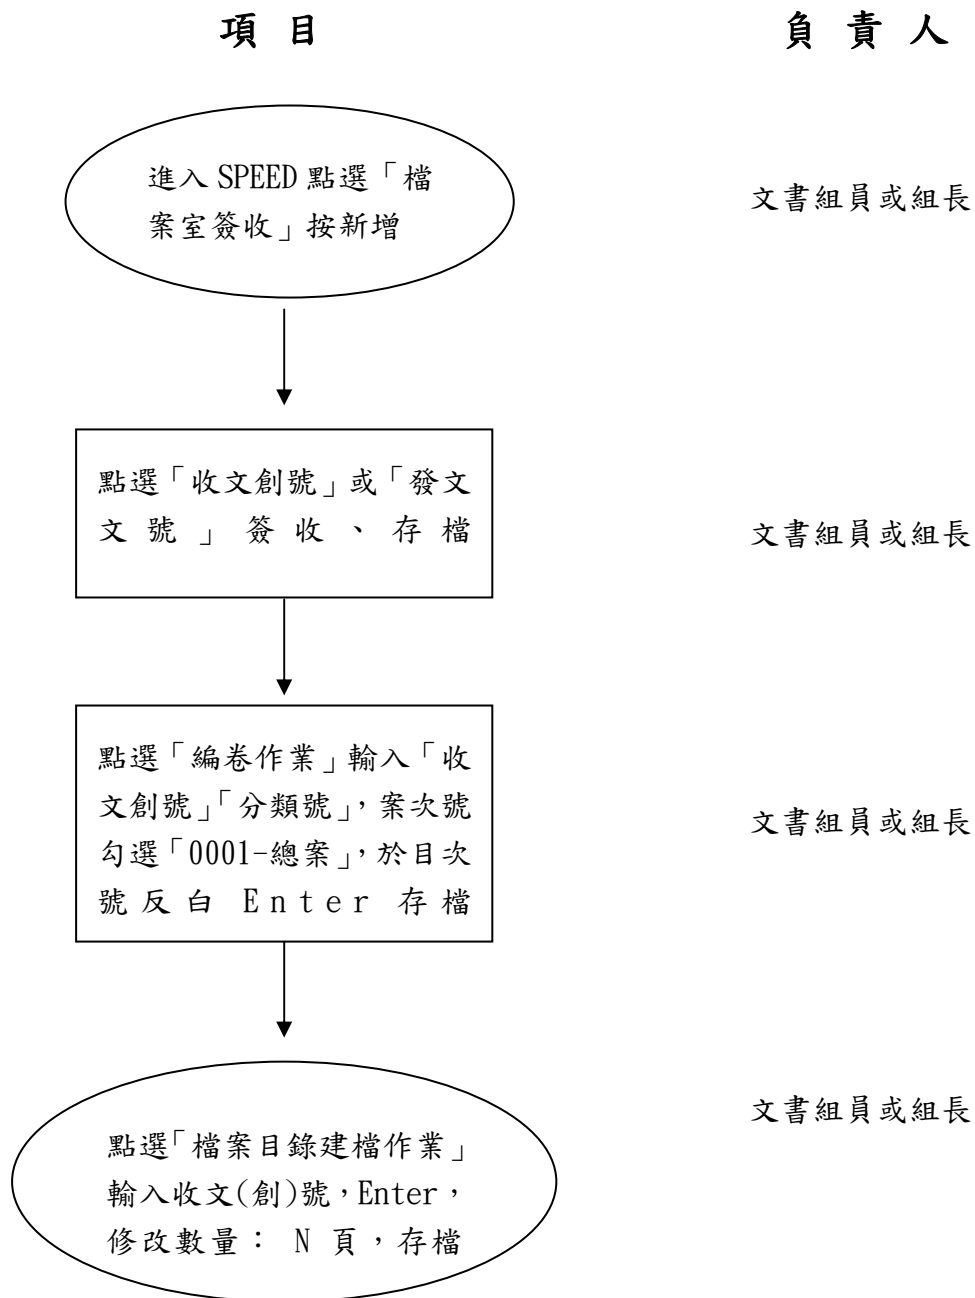 項目
負責人
進入 SPEED 點選「檔
案室簽收」按新增
文書組員或組長
點選「收文創號」或「發文
文號」簽收、存檔
文書組員或組長
點選「編卷作業」輸入「收
文創號」「分類號」，案次號
勾選「0001-總案」，於目次
號反白 Enter 存檔
文書組員或組長
文書組員或組長
點選「檔案目錄建檔作業」
輸入收文(創)號，Enter，
修改數量： N 頁，存檔